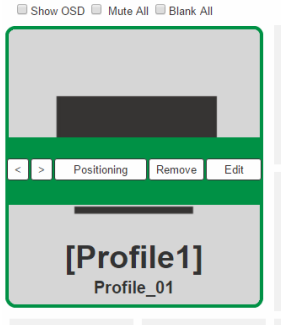 Show OSD Mute All Blank All
< > Positioning Remove Edit
[Profile1]
Profile_01